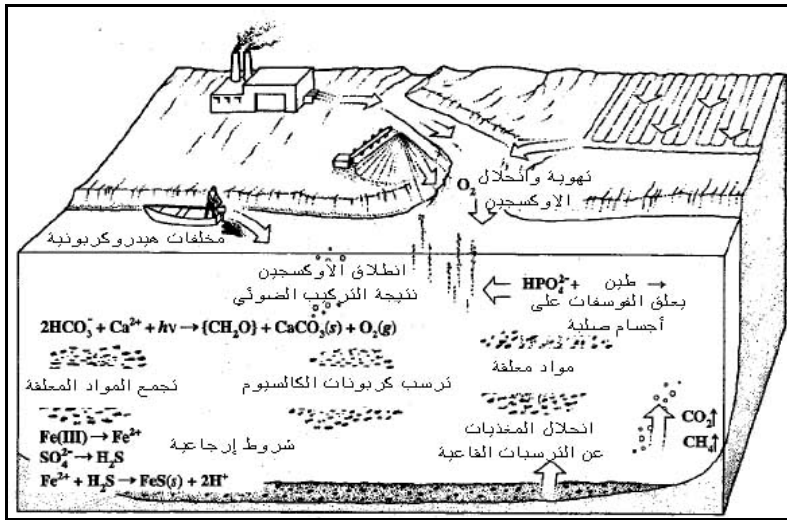 تهوية وانحلال
O₂ الاوكسجين
مخلفات هيدروكربونية
انطلاق الاوكسجين
نتيجة التركيب الضوئي
HPO₄²⁻ + طين →
يعلق الفوسفات على
أجسام صلبة
2HCO₃⁻ + Ca²⁺ + hν → {CH₂O} + CaCO₃(s) + O₂(g)
مواد معلقة
ترسب كربونات الكالسيوم
تجمع المواد المعلقة
انحلال المغذيات
عن الترسبات القاعية
CO₂↑
CH₄↑
شروط إرجاعية
Fe(III) → Fe²⁺
SO₄²⁻ → H₂S
Fe²⁺ + H₂S → FeS(s) + 2H⁺